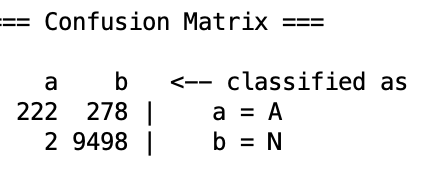 == Confusion Matrix ===
a b <-- classified as
222 278 | a = A
2 9498 | b = N